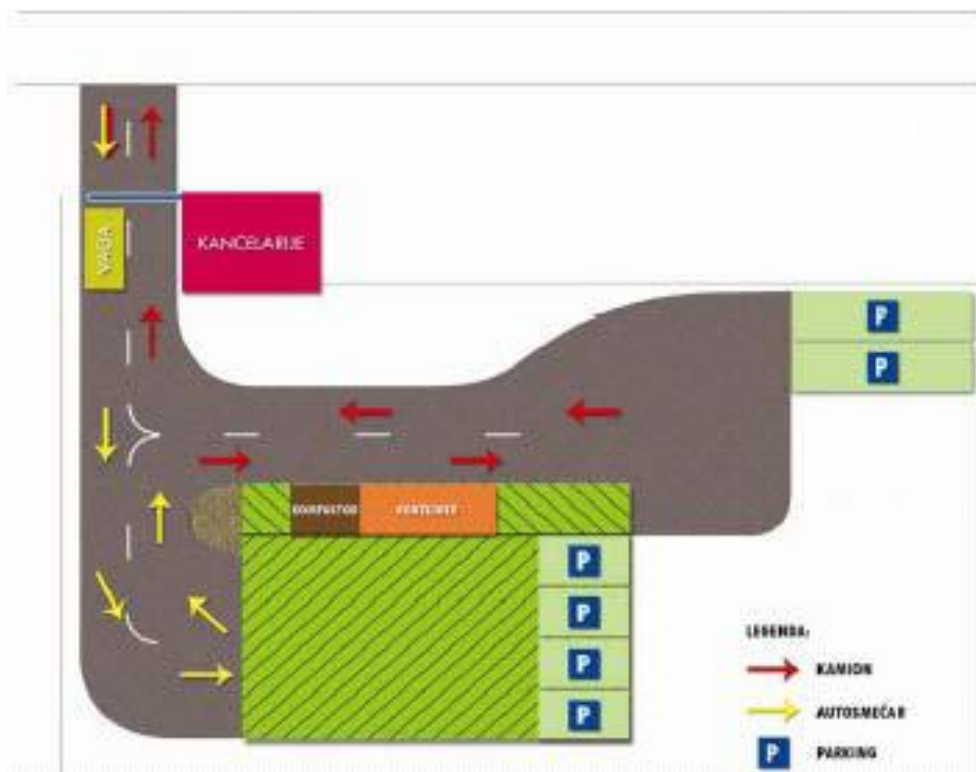 VAGA
KANCELARIJE
P
P
KOMPAKTOR
KONTEJNER
P
P
P
P
LEGENDA:
KAMION
AUTOSMEĆAR
P PARKING